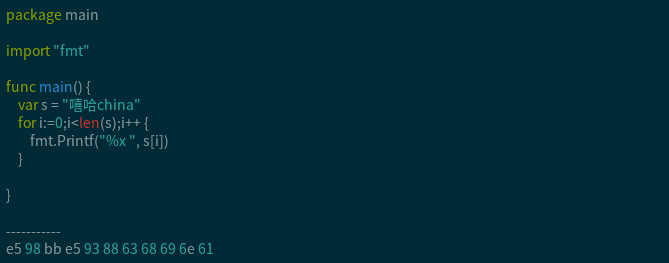 package main
import "fmt"
func main() {
var s = "嘻哈china"
for i:=0;i<len(s);i++ {
fmt.Printf("%x ", s[i])
}
}
-----------
e5 98 bb e5 93 88 63 68 69 6e 61